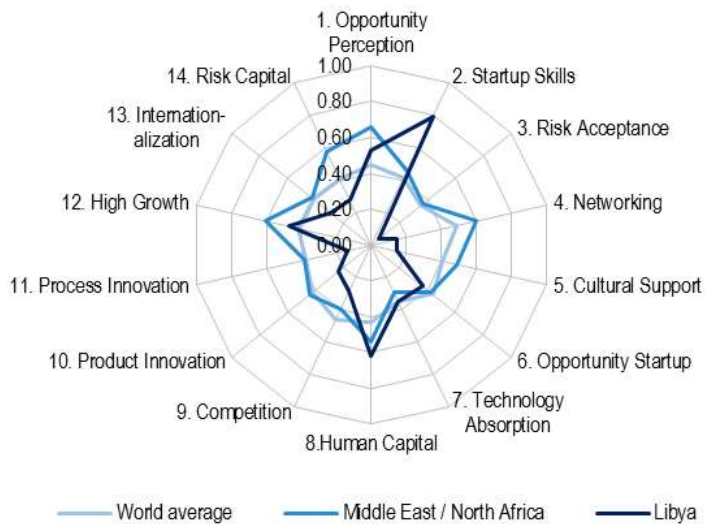 1. Opportunity
Perception
1.00
14. Risk Capital
2. Startup Skills
0.80
13. Internation-
alization
3. Risk Acceptance
0.60
0.40
12. High Growth
4. Networking
0.20
0.00
11. Process Innovation
5. Cultural Support
10. Product Innovation
6. Opportunity Startup
9. Competition
7. Technology
Absorption
8.Human Capital
World average
Middle East / North Africa
Libya